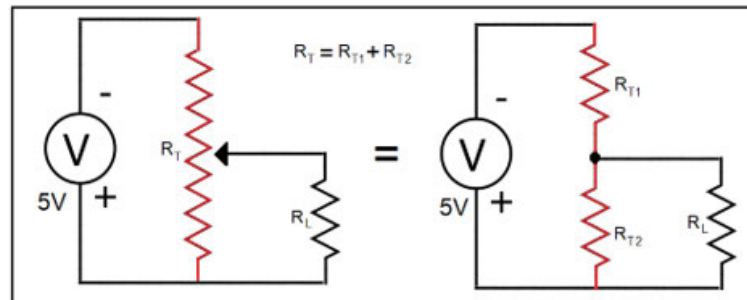 R_T = R_T1 + R_T2
-
V
+
5V
R_T
R_L
=
-
V
+
5V
R_T1
R_T2
R_L